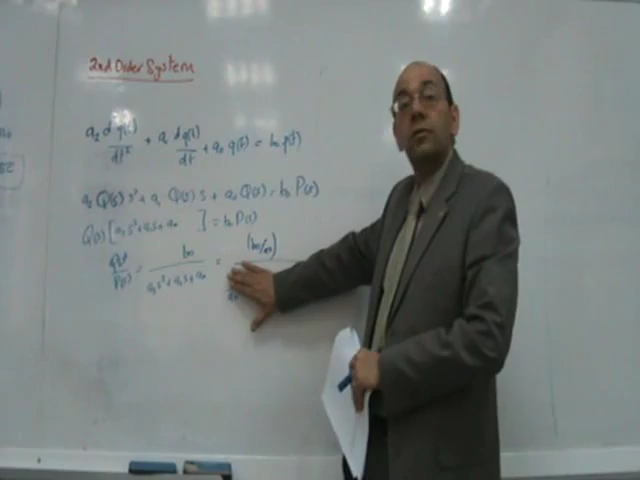 2nd Order System
a₂ d²q(t)/dt² + a₁ dq(t)/dt + a₀ q(t) = b₀ p(t)
a₂ Q(s) s² + a₁ Q(s) s + a₀ Q(s) = b₀ P(s)
Q(s) [a₂s² + a₁s + a₀] = b₀ P(s)
Q(s)/P(s) = b₀/(a₂s² + a₁s + a₀) = (b₀/a₀)